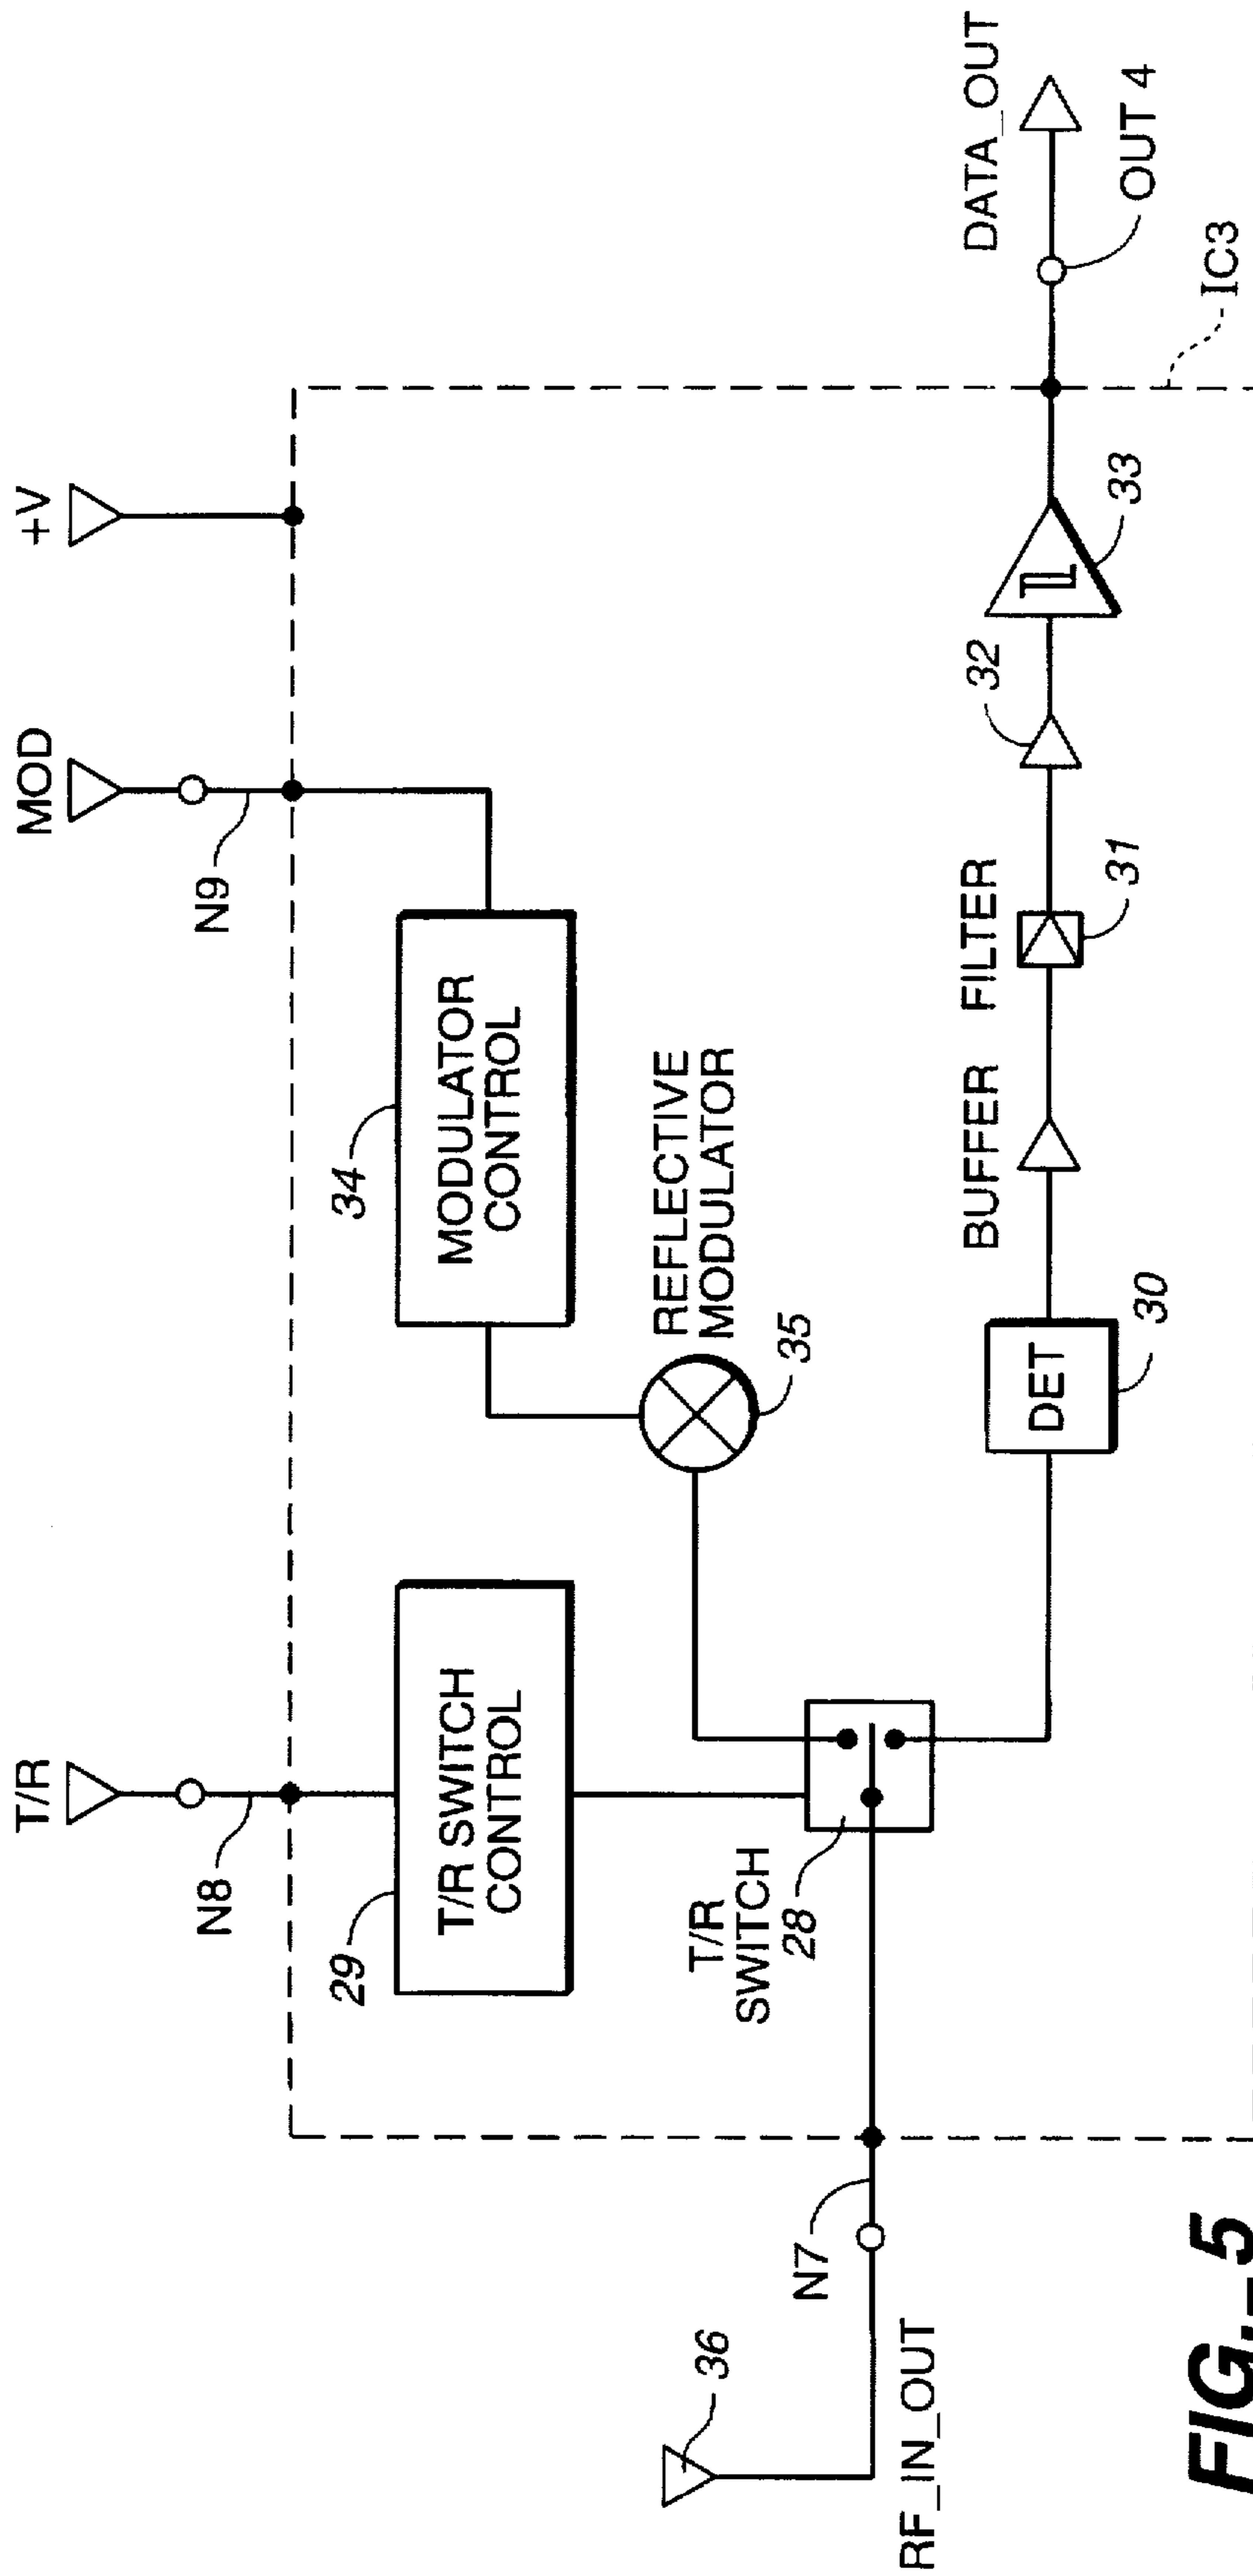 T/R
MOD
+V
N8
N9
29
T/R SWITCH
CONTROL
34
MODULATOR
CONTROL
REFLECTIVE
MODULATOR
35
36
RF_IN_OUT
N7
T/R
SWITCH
28
DET
30
BUFFER
FILTER
31
32
33
DATA_OUT
OUT 4
IC3
FIG._5